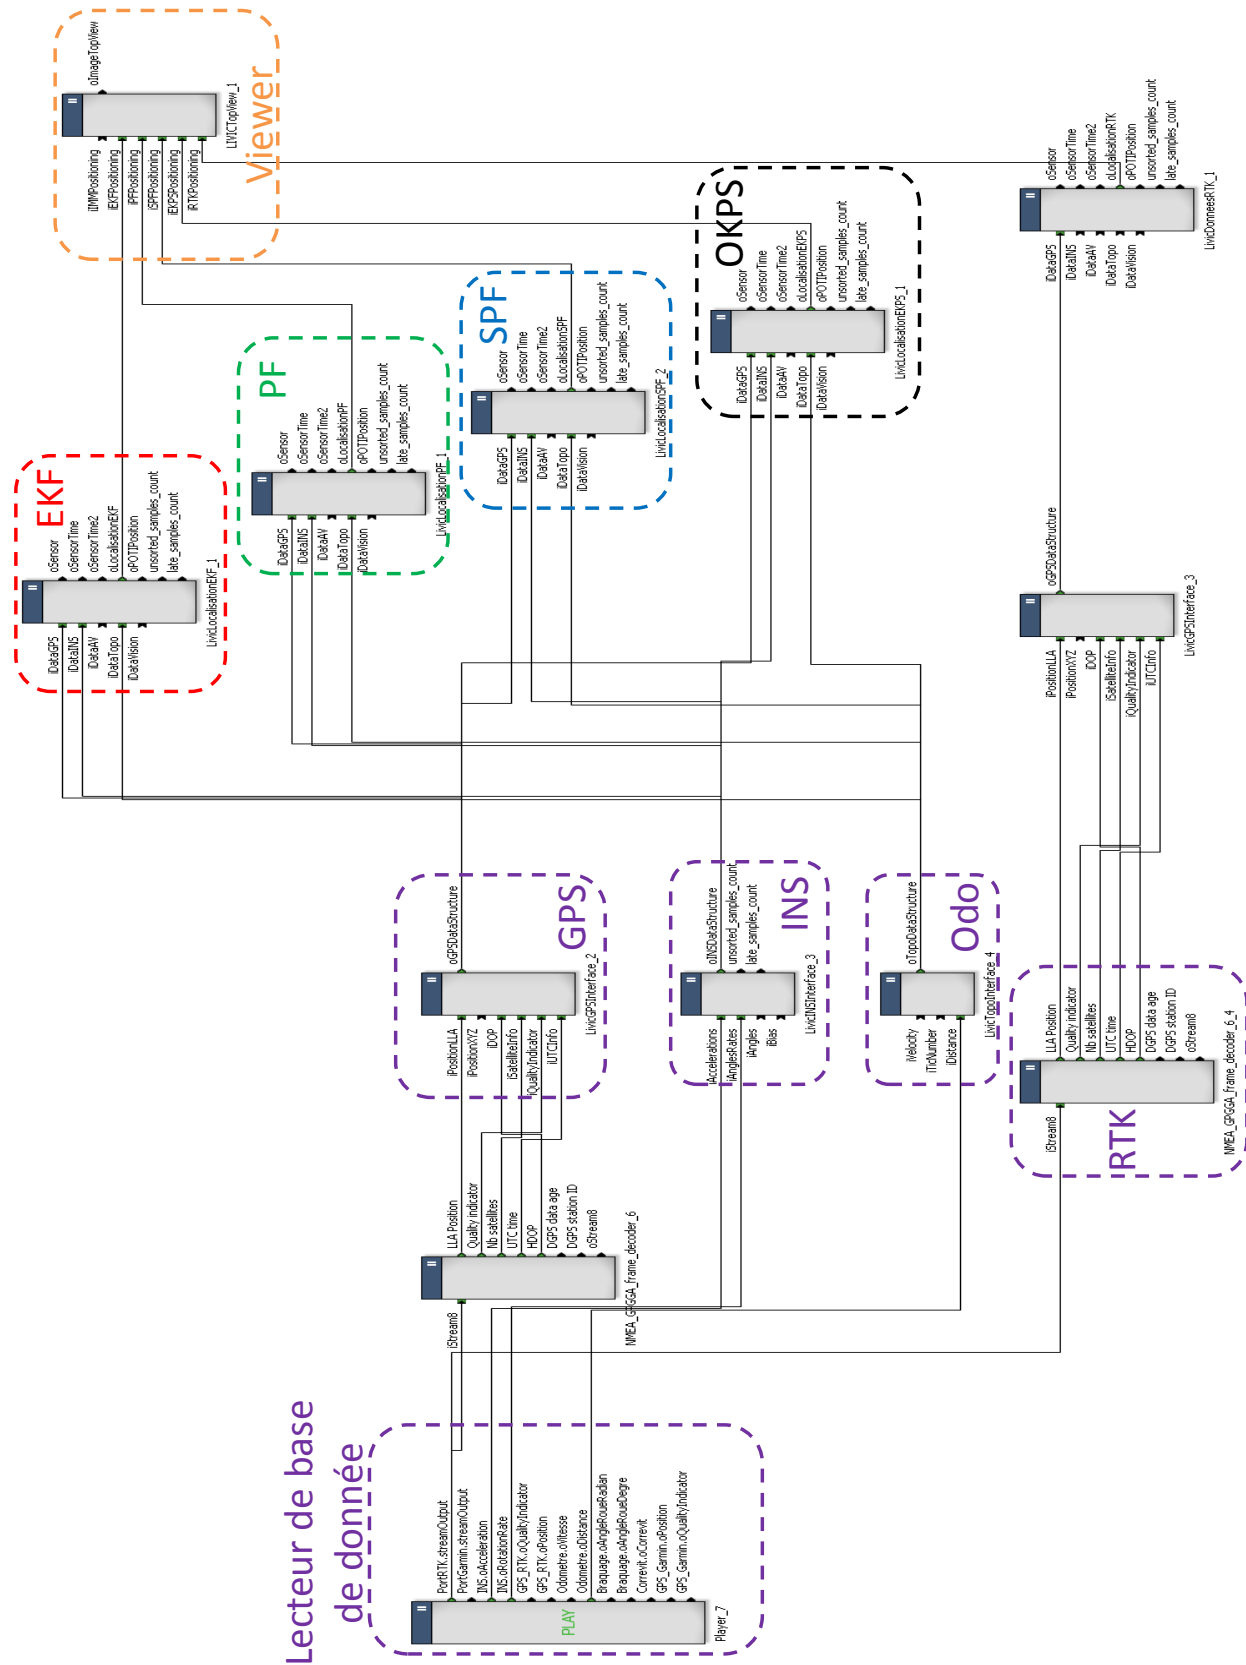 Lecteur de base
de donnée
PLAY
Player_7
PortRTK.streamOutput
PortGarmin.streamOutput
INS.oAcceleration
INS.oRotationRate
GPS_RTK.oQualityIndicator
GPS_RTK.oPosition
Odometre.oVitesse
Odometre.oDistance
Braquage.oAngleRoueRadian
Braquage.oAngleRoueDegre
Correvit.oCorrevit
GPS_Garmin.oPosition
GPS_Garmin.oQualityIndicator
iStream8
NMEA_GPGGA_frame_decoder_6
LLA Position
Quality indicator
Nb satellites
UTC time
HDOP
DGPS data age
DGPS station ID
oStream8
GPS
iPositionLLA
iPositionXYZ
iDOP
iSatelliteInfo
iQualityIndicator
iUTCInfo
LivicGPSInterface_2
oGPSDataStructure
INS
iAccelerations
iAnglesRates
iAngles
iBias
LivicINSInterface_3
oINSDataStructure
unsorted_samples_count
late_samples_count
Odo
iVelocity
iTicNumber
iDistance
LivicTopoInterface_4
oTopoDataStructure
RTK
iStream8
NMEA_GPGGA_frame_decoder_6_4
LLA Position
Quality indicator
Nb satellites
UTC time
HDOP
DGPS data age
DGPS station ID
oStream8
iPositionLLA
iPositionXYZ
iDOP
iSatelliteInfo
iQualityIndicator
iUTCInfo
LivicGPSInterface_3
oGPSDataStructure
EKF
iDataGPS
iDataINS
iDataAV
iDataTopo
iDataVision
LivicLocalisationEKF_1
oSensor
oSensorTime
oSensorTime2
oLocalisationEKF
oPOTIPosition
unsorted_samples_count
late_samples_count
PF
iDataGPS
iDataINS
iDataAV
iDataTopo
iDataVision
LivicLocalisationPF_1
oSensor
oSensorTime
oSensorTime2
oLocalisationPF
oPOTIPosition
unsorted_samples_count
late_samples_count
SPF
iDataGPS
iDataINS
iDataAV
iDataTopo
iDataVision
LivicLocalisationSPF_2
oSensor
oSensorTime
oSensorTime2
oLocalisationSPF
oPOTIPosition
unsorted_samples_count
late_samples_count
OKPS
iDataGPS
iDataINS
iDataAV
iDataTopo
iDataVision
LivicLocalisationEKPS_1
oSensor
oSensorTime
oSensorTime2
oLocalisationEKPS
oPOTIPosition
unsorted_samples_count
late_samples_count
iDataGPS
iDataINS
iDataAV
iDataTopo
iDataVision
LivicDonneesRTK_1
oSensor
oSensorTime
oSensorTime2
oLocalisationRTK
oPOTIPosition
unsorted_samples_count
late_samples_count
Viewer
iIMMPositioning
iEKFPositioning
iPFPositioning
iSPFPositioning
iEKPSPositioning
iRTKPositioning
LIVICTopView_1
oImageTopView